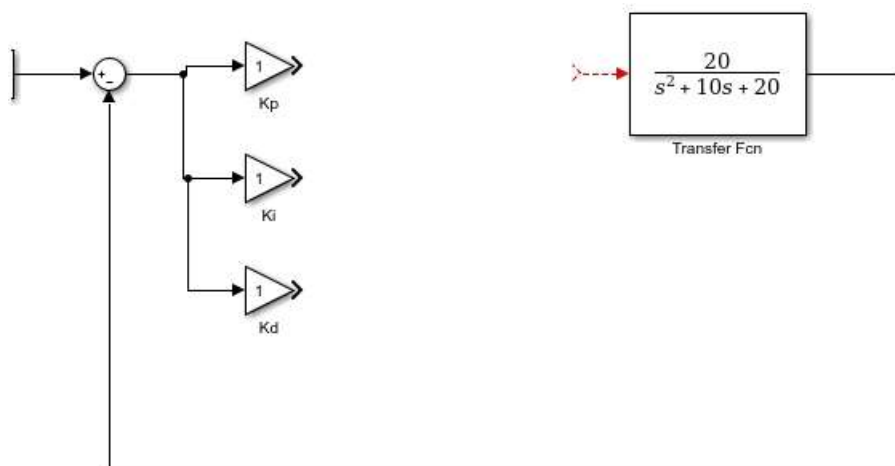 +
−
1
Kp
1
Ki
1
Kd
20
s² + 10s + 20
Transfer Fcn